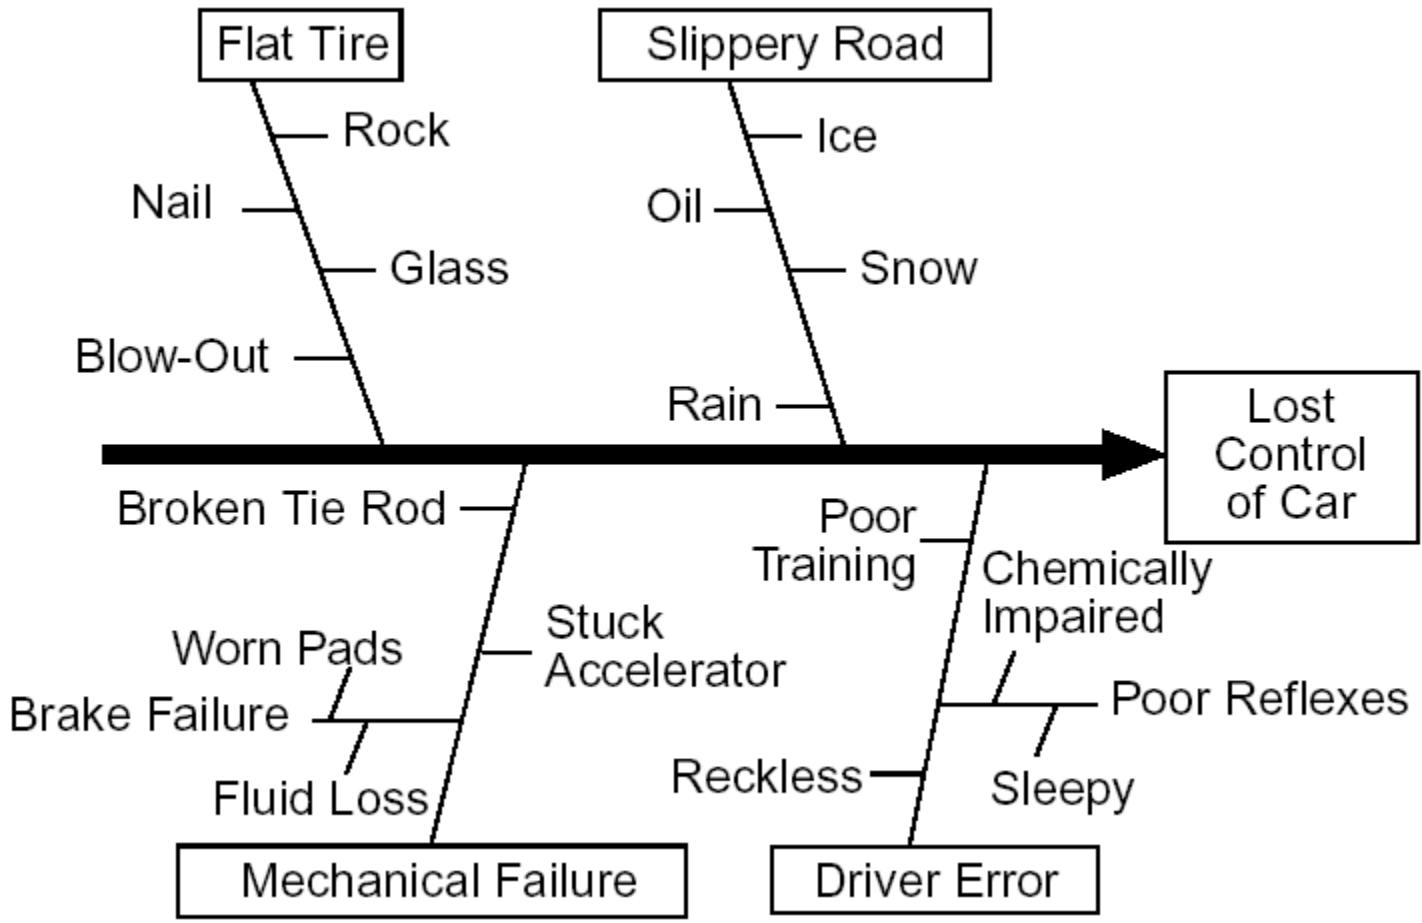 Flat Tire
Slippery Road
Rock
Ice
Nail
Oil
Glass
Snow
Blow-Out
Rain
Lost
Control
of Car
Broken Tie Rod
Poor
Training
Chemically
Impaired
Stuck
Accelerator
Worn Pads
Brake Failure
Poor Reflexes
Reckless
Sleepy
Fluid Loss
Mechanical Failure
Driver Error